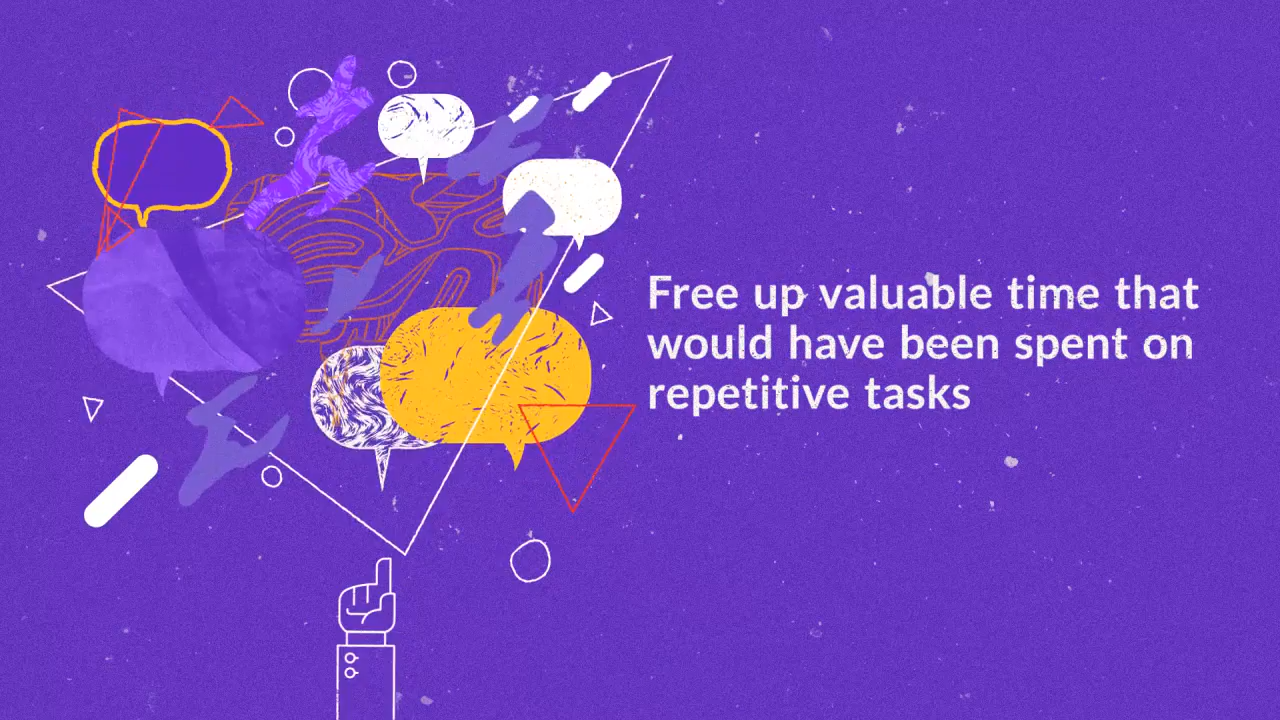 Free up valuable time that
would have been spent on
repetitive tasks